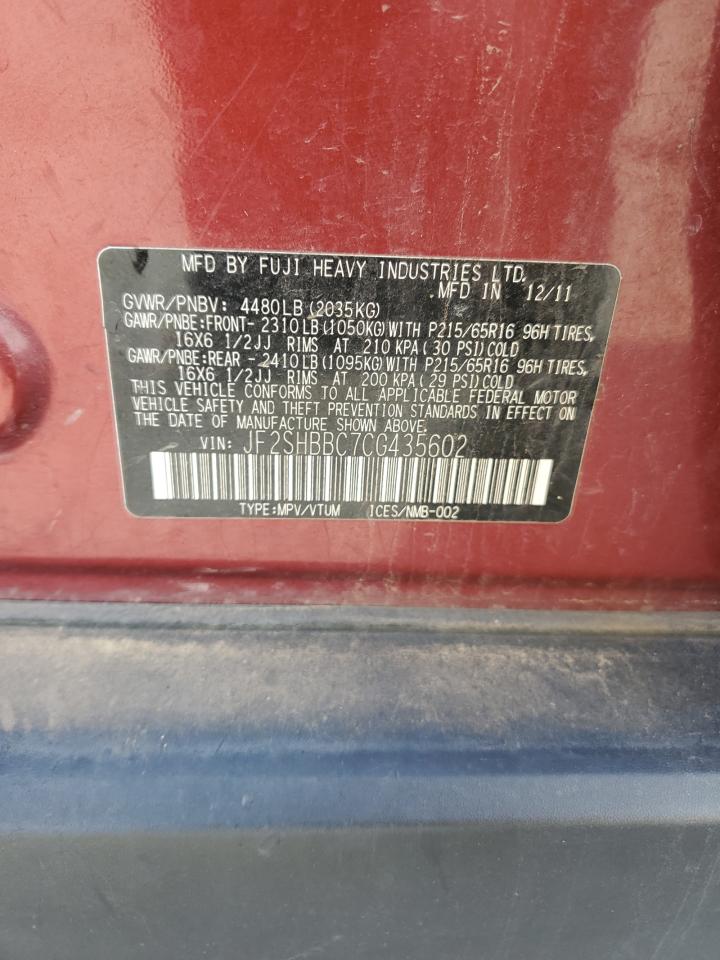 MFD BY FUJI HEAVY INDUSTRIES LTD.
MFD IN 12/11
GVWR/PNBV: 4480LB(2035KG)
GAWR/PNBE:FRONT- 2310LB(1050KG)WITH P215/65R16 96H TIRES,
16X6 1/2JJ RIMS AT 210 KPA( 30 PSI)COLD
GAWR/PNBE:REAR -2410LB(1095KG)WITH P215/65R16 96H TIRES,
16X6 1/2JJ RIMS AT 200 KPA( 29 PSI)COLD
THIS VEHICLE CONFORMS TO ALL APPLICABLE FEDERAL MOTOR
VEHICLE SAFETY AND THEFT PREVENTION STANDARDS IN EFFECT ON
THE DATE OF MANUFACTURE SHOWN ABOVE.
VIN: JF2SHBBC7CG435602
TYPE:MPV/VTUM ICES/NMB-002